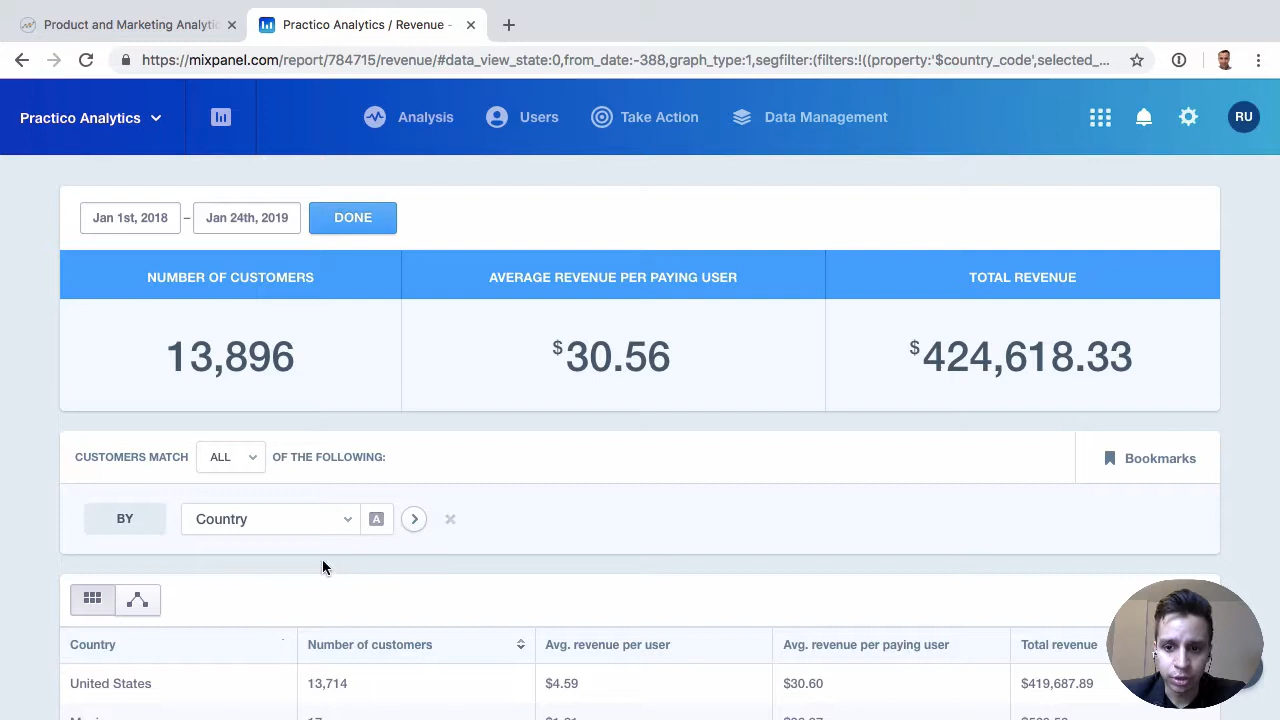 Product and Marketing Analytic
Practico Analytics / Revenue -
https://mixpanel.com/report/784715/revenue/#data_view_state:0,from_date:-388,graph_type:1,segfilter:(filters:!((property:'$country_code',selected_...
Practico Analytics
Analysis
Users
Take Action
Data Management
RU
Jan 1st, 2018 – Jan 24th, 2019 DONE
NUMBER OF CUSTOMERS AVERAGE REVENUE PER PAYING USER TOTAL REVENUE
13,896 $30.56 $424,618.33
CUSTOMERS MATCH ALL OF THE FOLLOWING:
Bookmarks
BY Country A
Country Number of customers Avg. revenue per user Avg. revenue per paying user Total revenue
United States 13,714 $4.59 $30.60 $419,687.89